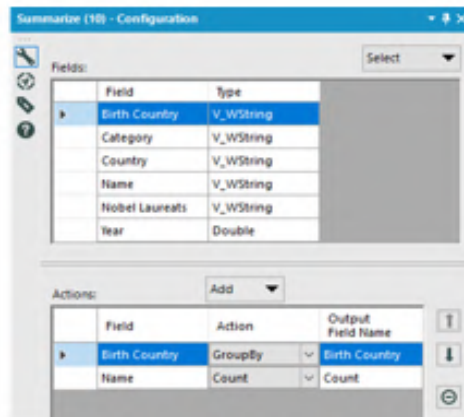 Summarize (10) - Configuration
Select
Fields:
Field Type
Birth Country V_WString
Category V_WString
Country V_WString
Name V_WString
Nobel Laureats V_WString
Year Double
Add
Actions:
Field Action Output Field Name
Birth Country GroupBy Birth Country
Name Count Count